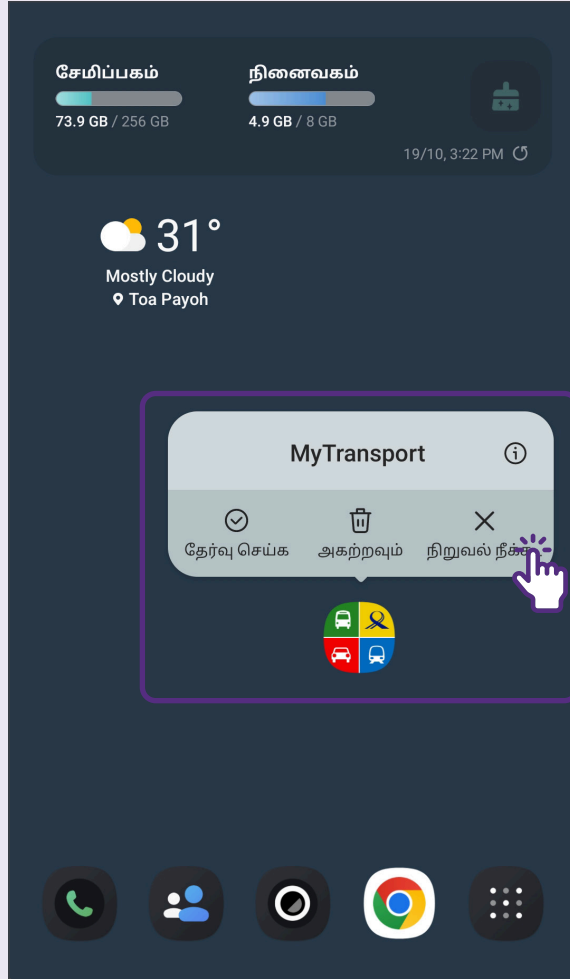 சேமிப்பகம்
நினைவகம்
73.9 GB / 256 GB
4.9 GB / 8 GB
19/10, 3:22 PM
31°
Mostly Cloudy
Toa Payoh
MyTransport
தேர்வு செய்க
அகற்றவும்
நிறுவல்